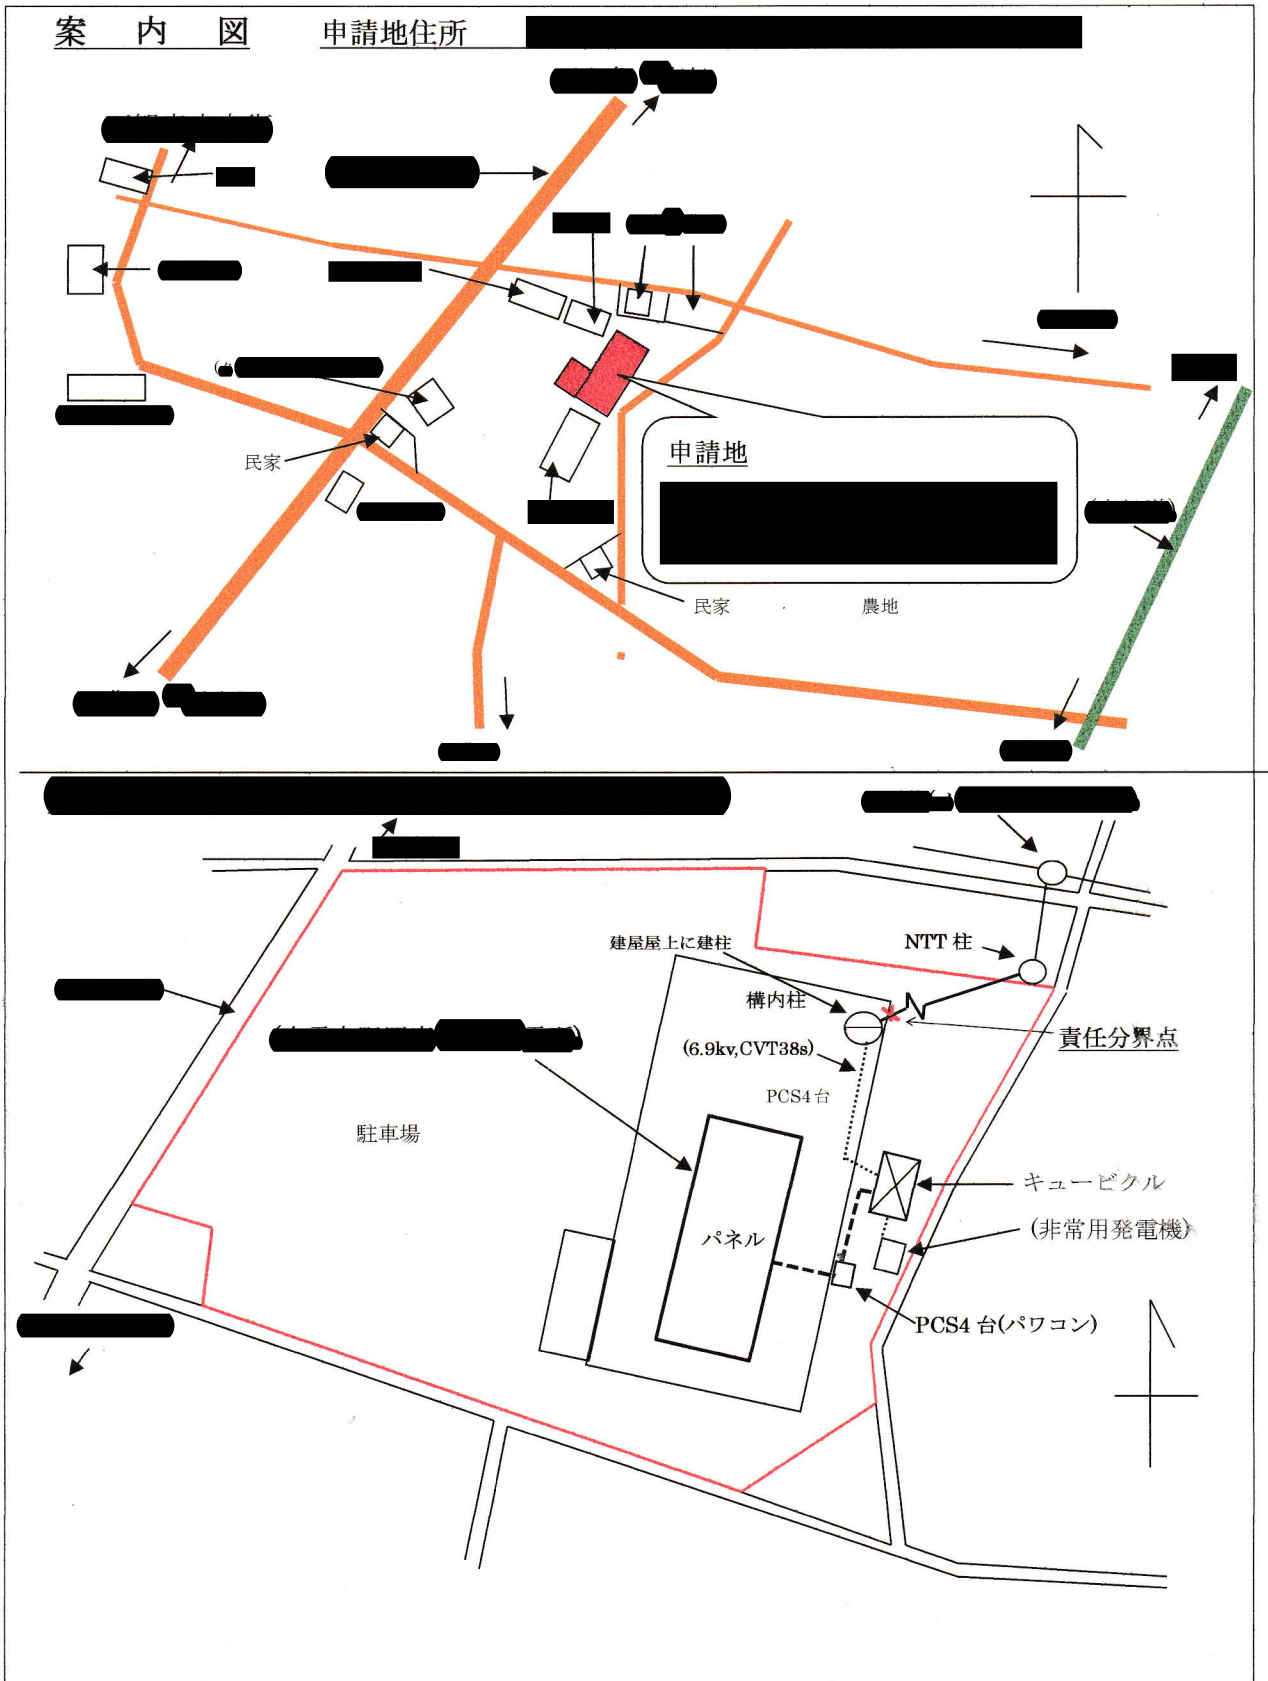 案内図 申請地住所
民家
申請地
民家
農地
建屋屋上に建柱
NTT 柱
構内柱
責任分界点
(6.9kv,CVT38s)
PCS4台
駐車場
キュービクル
パネル
(非常用発電機)
PCS4 台(パワコン)